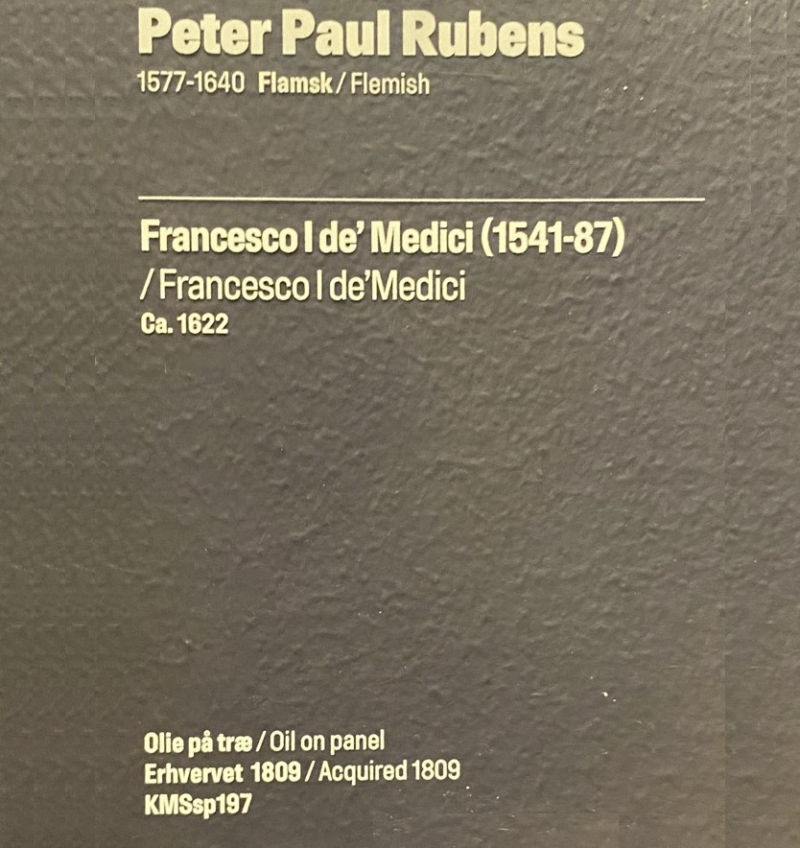 Peter Paul Rubens
1577-1640 Flamsk / Flemish
Francesco I de’ Medici (1541-87)
/ Francesco I de’Medici
Ca. 1622
Olie på træ / Oil on panel
Erhvervet 1809 / Acquired 1809
KMSsp197